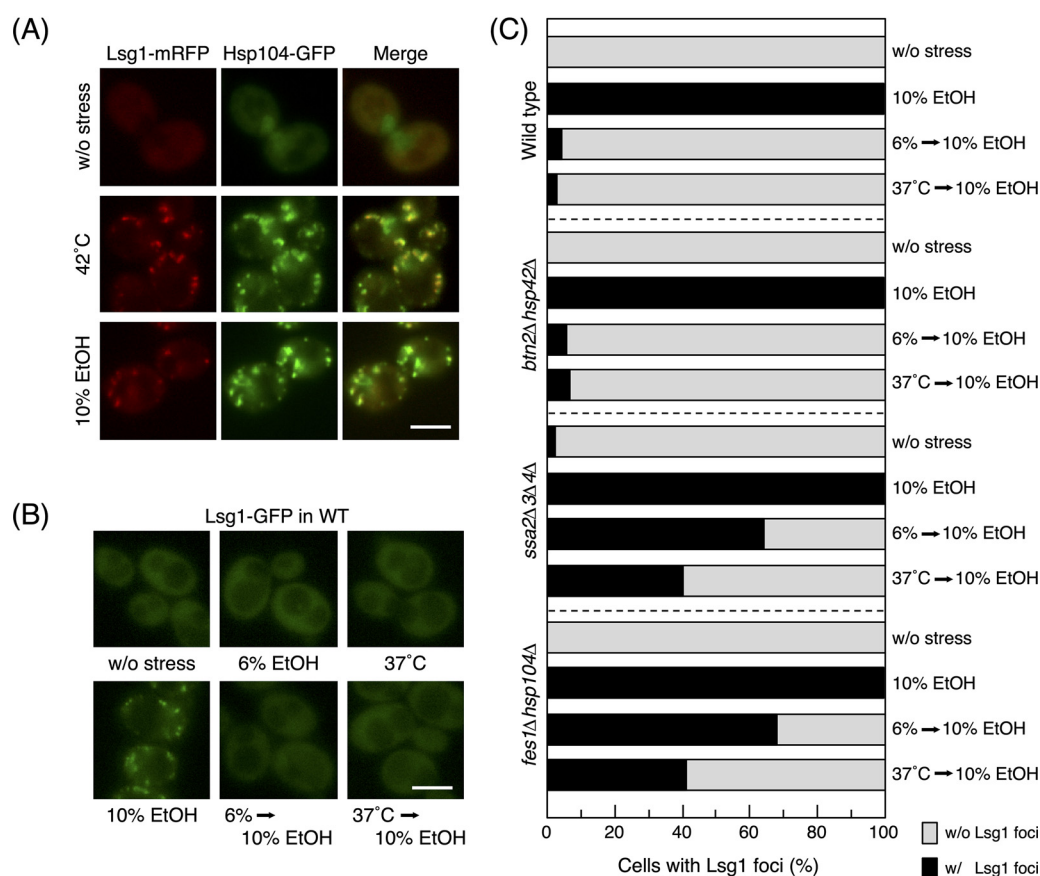 (A)
Lsg1-mRFP Hsp104-GFP Merge
w/o stress
42˚C
10% EtOH
(B)
Lsg1-GFP in WT
w/o stress 6% EtOH 37˚C
10% EtOH 6% ➞ 10% EtOH 37˚C ➞ 10% EtOH
(C)
Wild type
w/o stress
10% EtOH
6% ➞ 10% EtOH
37˚C ➞ 10% EtOH
btn2Δhsp42Δ
w/o stress
10% EtOH
6% ➞ 10% EtOH
37˚C ➞ 10% EtOH
ssa2Δ3Δ4Δ
w/o stress
10% EtOH
6% ➞ 10% EtOH
37˚C ➞ 10% EtOH
fes1Δhsp104Δ
w/o stress
10% EtOH
6% ➞ 10% EtOH
37˚C ➞ 10% EtOH
0 20 40 60 80 100
Cells with Lsg1 foci (%)
w/o Lsg1 foci
w/ Lsg1 foci